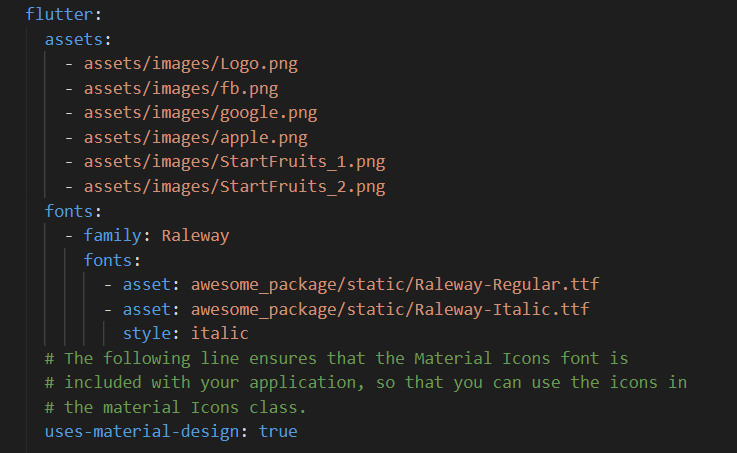 flutter:
  assets:
    - assets/images/Logo.png
    - assets/images/fb.png
    - assets/images/google.png
    - assets/images/apple.png
    - assets/images/StartFruits_1.png
    - assets/images/StartFruits_2.png
  fonts:
    - family: Raleway
      fonts:
        - asset: awesome_package/static/Raleway-Regular.ttf
        - asset: awesome_package/static/Raleway-Italic.ttf
          style: italic
  # The following line ensures that the Material Icons font is
  # included with your application, so that you can use the icons in
  # the material Icons class.
  uses-material-design: true